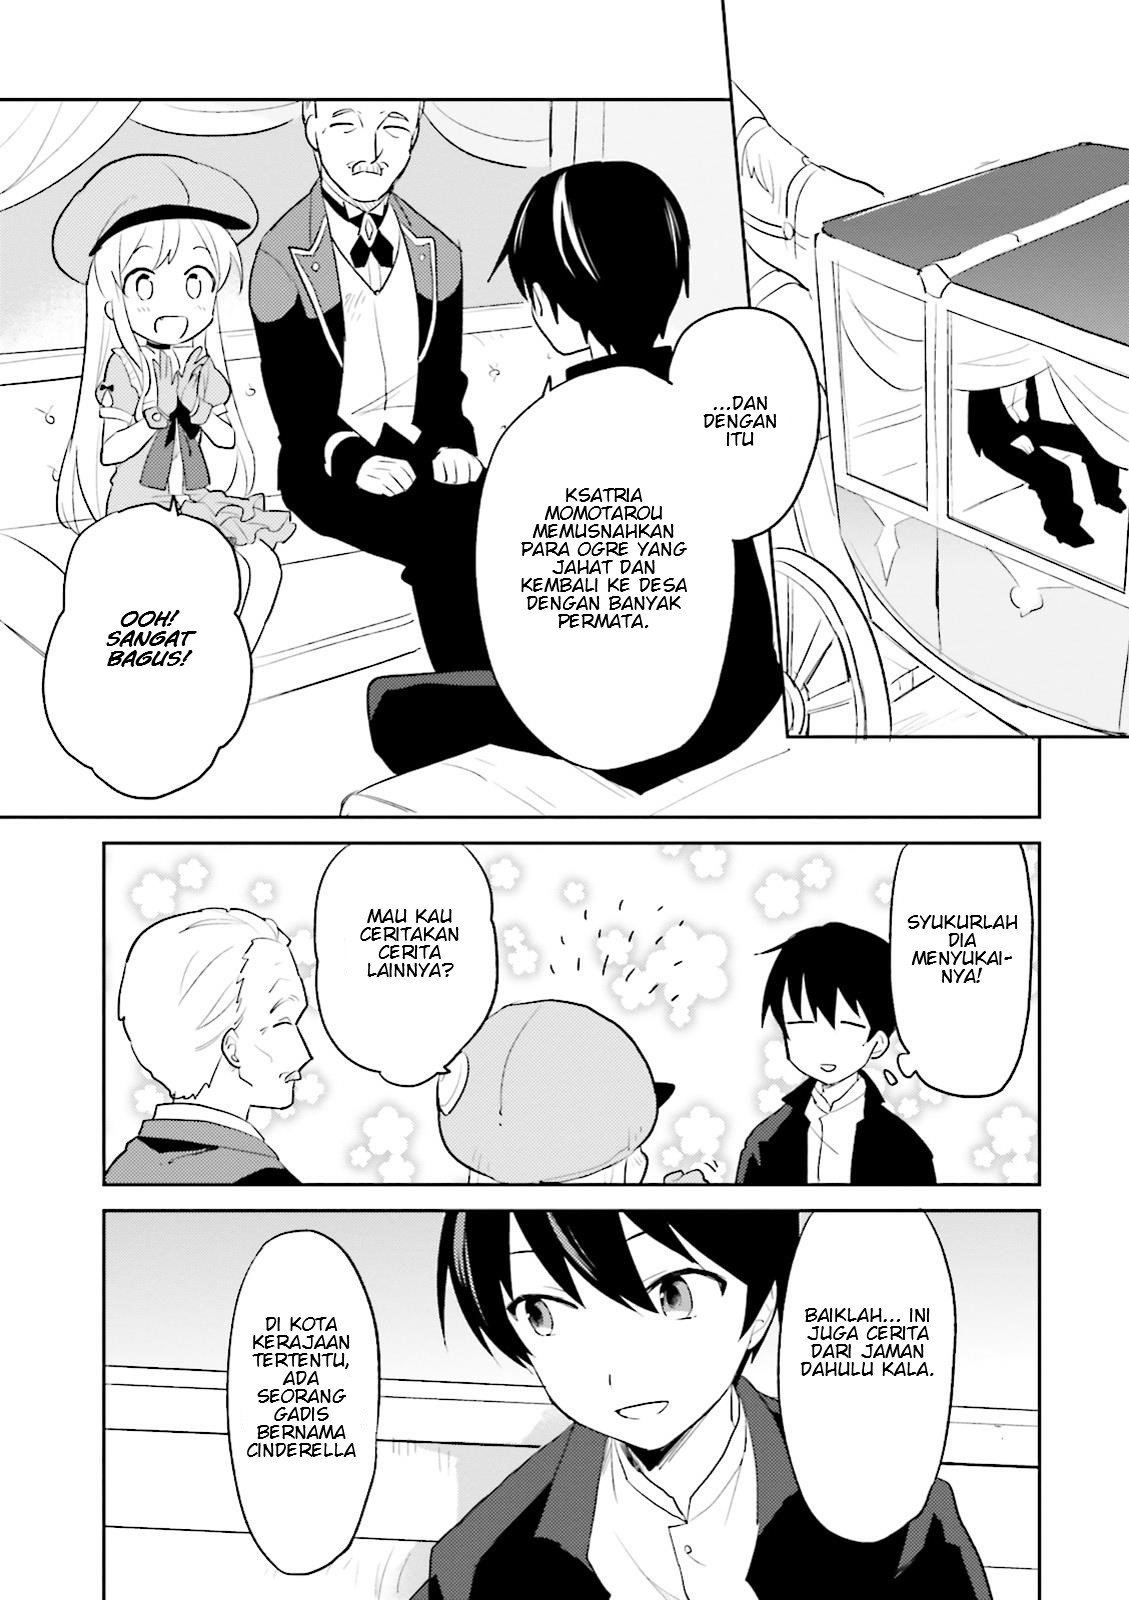 ...DAN
DENGAN
ITU
KSATRIA
MOMOTAROU
MEMUSNAHKAN
PARA OGRE YANG
JAHAT DAN
KEMBALI KE DESA
DENGAN BANYAK
PERMATA.
OOH!
SANGAT
BAGUS!
SYUKURLAH
DIA
MENYUKAI-
NYA!
MAU KAU
CERITAKAN
CERITA
LAINNYA?
BAIKLAH... INI
JUGA CERITA
DARI JAMAN
DAHULU KALA.
DI KOTA
KERAJAAN
TERTENTU,
ADA
SEORANG
GADIS
BERNAMA
CINDERELLA